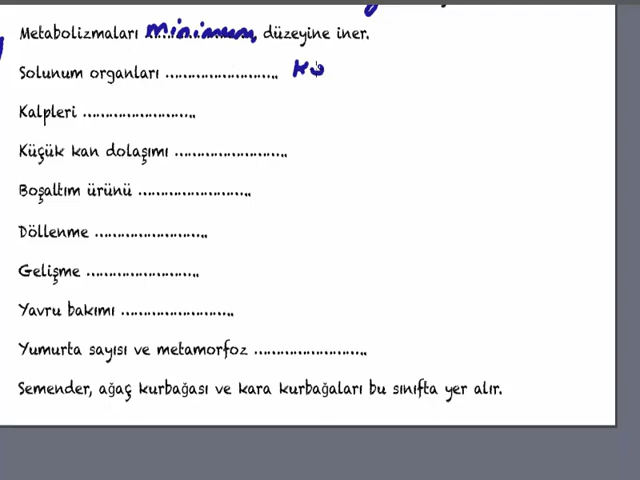 Metabolizmaları minimum düzeyine iner.
Solunum organları ........................
Kalpleri ........................
Küçük kan dolaşımı ........................
Boşaltım ürünü ........................
Döllenme ........................
Gelişme ........................
Yavru bakımı ........................
Yumurta sayısı ve metamorfoz ........................
Semender, ağaç kurbağası ve kara kurbağaları bu sınıfta yer alır.